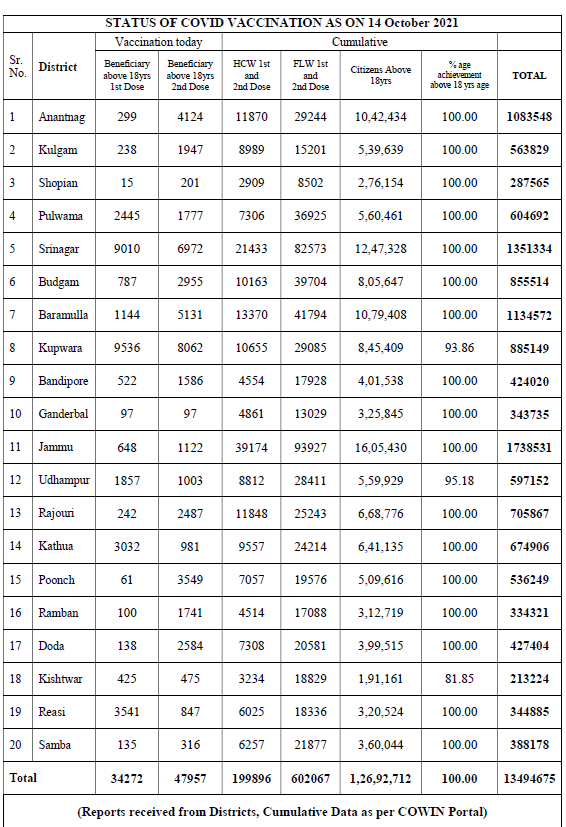 STATUS OF COVID VACCINATION AS ON 14 October 2021
Vaccination today Cumulative
Sr. No. District Beneficiary above 18yrs 1st Dose Beneficiary above 18yrs 2nd Dose HCW 1st and 2nd Dose FLW 1st and 2nd Dose Citizens Above 18yrs % age achievement above 18 yrs age TOTAL
1 Anantnag 299 4124 11870 29244 10,42,434 100.00 1083548
2 Kulgam 238 1947 8989 15201 5,39,639 100.00 563829
3 Shopian 15 201 2909 8502 2,76,154 100.00 287565
4 Pulwama 2445 1777 7306 36925 5,60,461 100.00 604692
5 Srinagar 9010 6972 21433 82573 12,47,328 100.00 1351334
6 Budgam 787 2955 10163 39704 8,05,647 100.00 855514
7 Baramulla 1144 5131 13370 41794 10,79,408 100.00 1134572
8 Kupwara 9536 8062 10655 29085 8,45,409 93.86 885149
9 Bandipore 522 1586 4554 17928 4,01,538 100.00 424020
10 Ganderbal 97 97 4861 13029 3,25,845 100.00 343735
11 Jammu 648 1122 39174 93927 16,05,430 100.00 1738531
12 Udhampur 1857 1003 8812 28411 5,59,929 95.18 597152
13 Rajouri 242 2487 11848 25243 6,68,776 100.00 705867
14 Kathua 3032 981 9557 24214 6,41,135 100.00 674906
15 Poonch 61 3549 7057 19576 5,09,616 100.00 536249
16 Ramban 100 1741 4514 17088 3,12,719 100.00 334321
17 Doda 138 2584 7308 20581 3,99,515 100.00 427404
18 Kishtwar 425 475 3234 18829 1,91,161 81.85 213224
19 Reasi 3541 847 6025 18336 3,20,524 100.00 344885
20 Samba 135 316 6257 21877 3,60,044 100.00 388178
Total 34272 47957 199896 602067 1,26,92,712 100.00 13494675
(Reports received from Districts, Cumulative Data as per COWIN Portal)